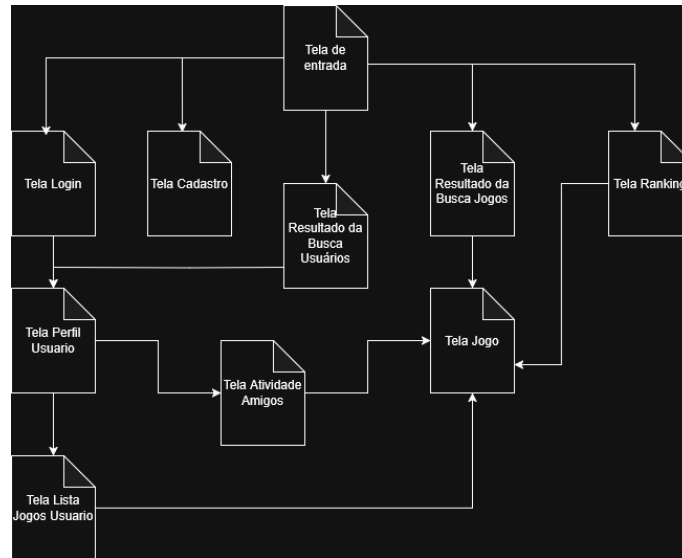 Tela de
entrada
Tela Login
Tela Cadastro
Tela
Resultado da
Busca Jogos
Tela Ranking
Tela
Resultado da
Busca
Usuários
Tela Perfil
Usuario
Tela Jogo
Tela Atividade
Amigos
Tela Lista
Jogos Usuario